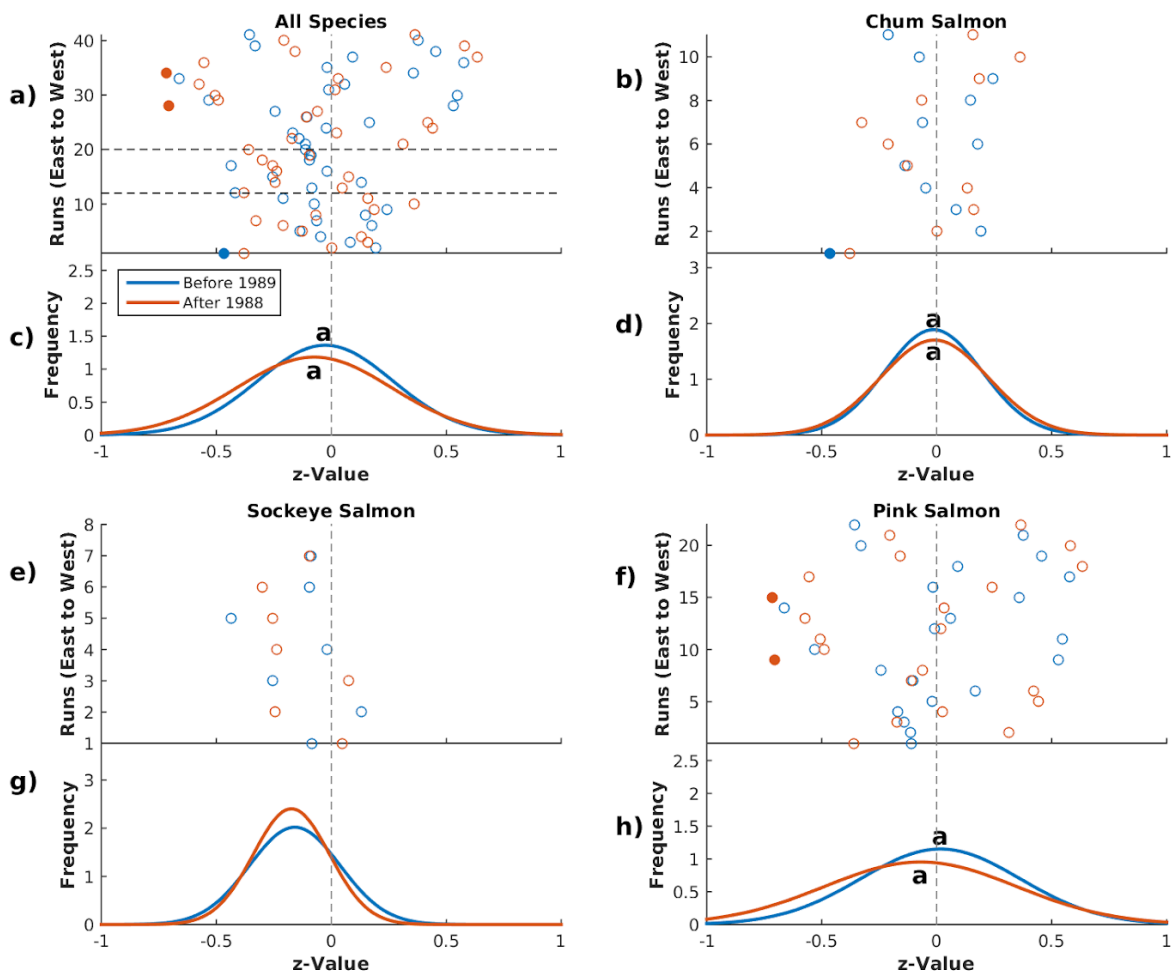 All Species
a)
Runs (East to West)
40
30
20
10
c)
Frequency
2.5
2
1.5
1
0.5
0
Before 1989
After 1988
a
a
-1
-0.5
0
0.5
1
z-Value
Chum Salmon
b)
Runs (East to West)
10
8
6
4
2
d)
Frequency
3
2
1
0
a
a
-1
-0.5
0
0.5
1
z-Value
Sockeye Salmon
e)
Runs (East to West)
8
7
6
5
4
3
2
1
g)
Frequency
3
2
1
0
-1
-0.5
0
0.5
1
z-Value
Pink Salmon
f)
Runs (East to West)
20
15
10
5
h)
Frequency
2.5
2
1.5
1
0.5
0
a
a
-1
-0.5
0
0.5
1
z-Value